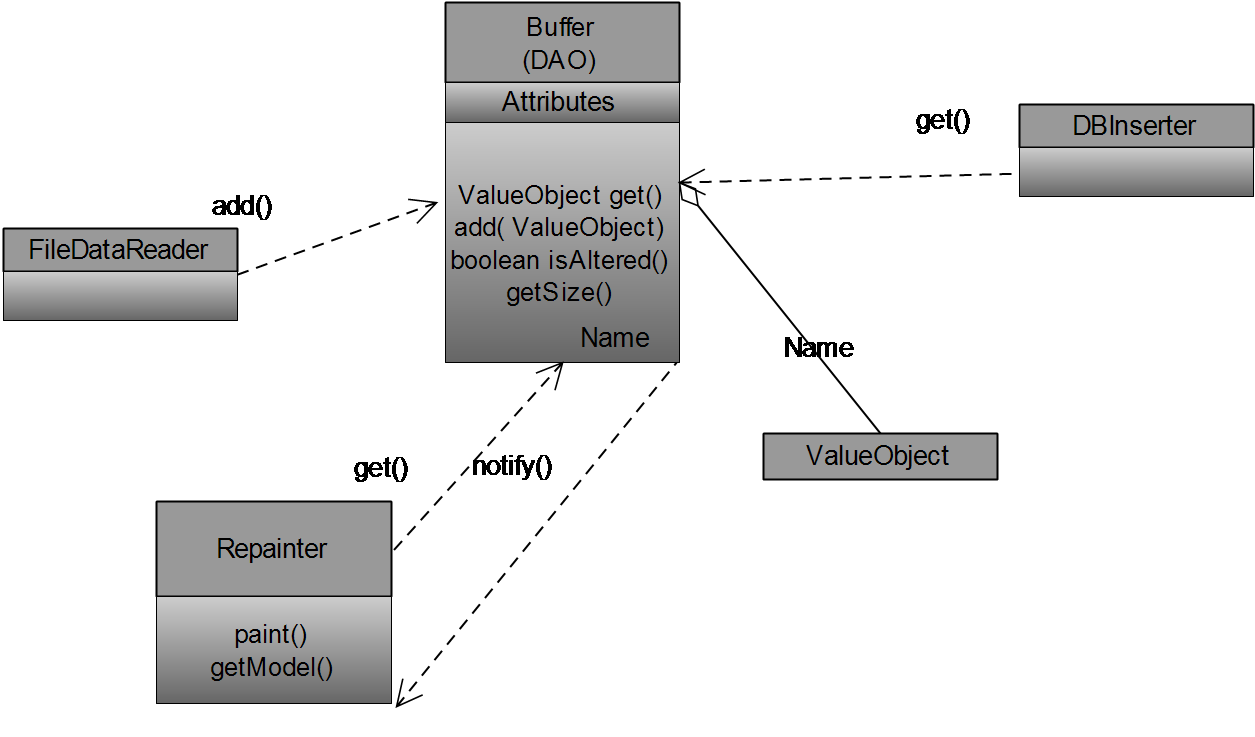 Buffer
(DAO)
Attributes
ValueObject get()
add( ValueObject)
boolean isAltered()
getSize()
Name
get()
DBInserter
add()
FileDataReader
Name
ValueObject
get()
notify()
Repainter
paint()
getModel()